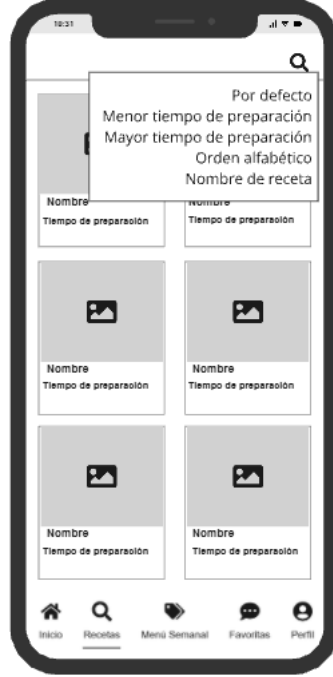 10:31
Por defecto
Menor tiempo de preparación
Mayor tiempo de preparación
Orden alfabético
Nombre de receta
Nombre Nombre
Tiempo de preparación Tiempo de preparación
Nombre Nombre
Tiempo de preparación Tiempo de preparación
Nombre Nombre
Tiempo de preparación Tiempo de preparación
Inicio Recetas Menú Semanal Favoritas Perfil